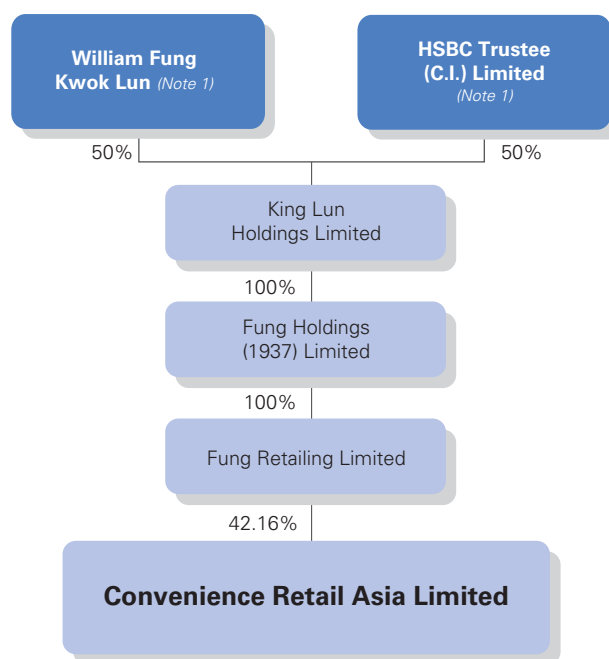 William Fung
Kwok Lun (Note 1)
HSBC Trustee
(C.I.) Limited
(Note 1)
50%
50%
King Lun
Holdings Limited
100%
Fung Holdings
(1937) Limited
100%
Fung Retailing Limited
42.16%
Convenience Retail Asia Limited